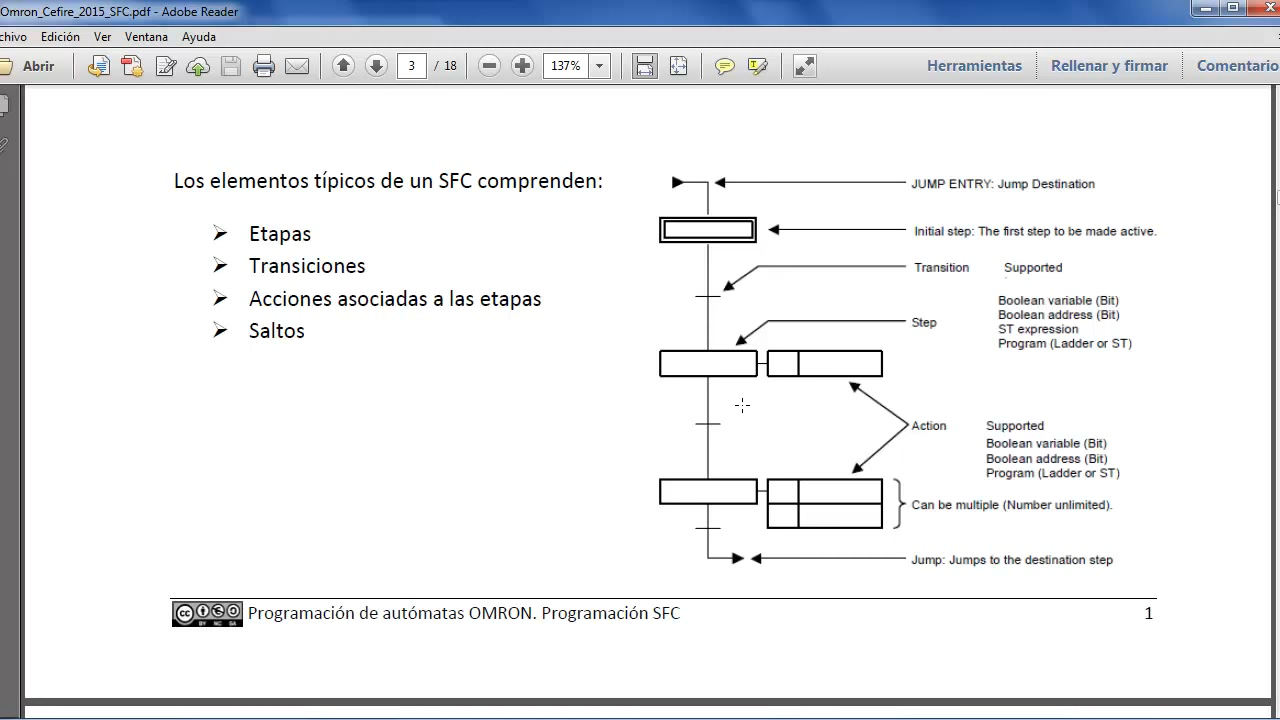 Omron_Cefire_2015_SFC.pdf - Adobe Reader
chivo Edición Ver Ventana Ayuda
Abrir 3 / 18 137% Herramientas Rellenar y firmar Comentario
Los elementos típicos de un SFC comprenden:
Etapas
Transiciones
Acciones asociadas a las etapas
Saltos
JUMP ENTRY: Jump Destination
Initial step: The first step to be made active.
Transition Supported
Boolean variable (Bit)
Boolean address (Bit)
ST expression
Program (Ladder or ST)
Step
Action Supported
Boolean variable (Bit)
Boolean address (Bit)
Program (Ladder or ST)
Can be multiple (Number unlimited).
Jump: Jumps to the destination step
cc BY NC SA Programación de autómatas OMRON. Programación SFC 1